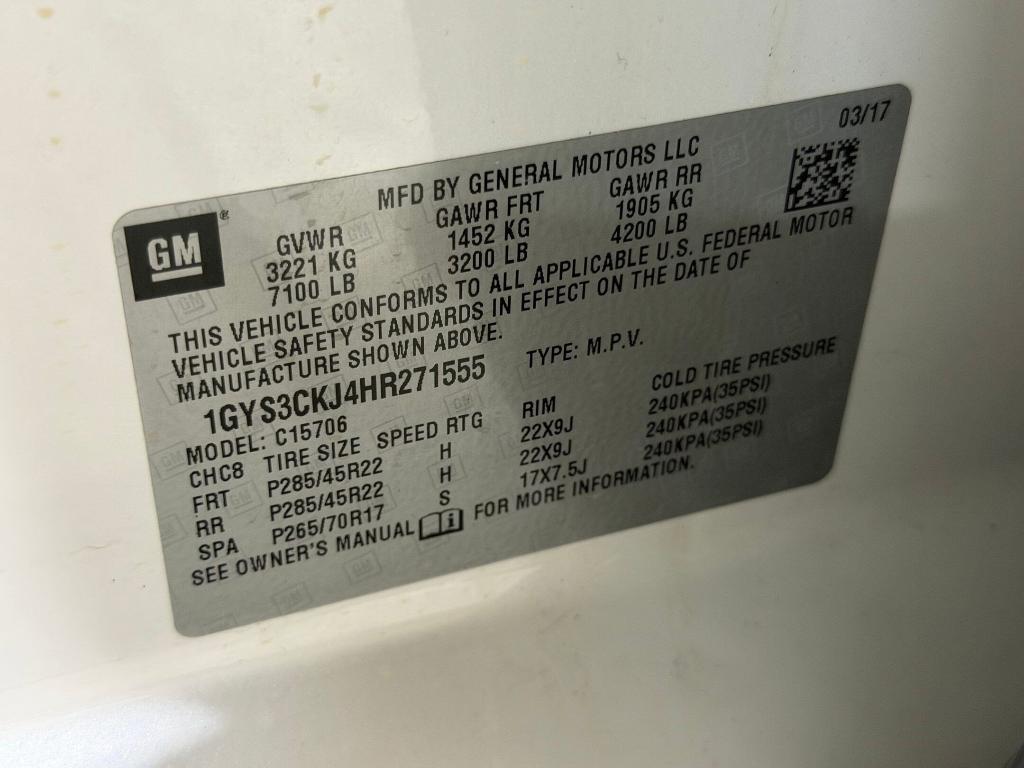 03/17
MFD BY GENERAL MOTORS LLC
GM®
GVWR GAWR FRT GAWR RR
3221 KG 1452 KG 1905 KG
7100 LB 3200 LB 4200 LB
THIS VEHICLE CONFORMS TO ALL APPLICABLE U.S. FEDERAL MOTOR
VEHICLE SAFETY STANDARDS IN EFFECT ON THE DATE OF
MANUFACTURE SHOWN ABOVE.
1GYS3CKJ4HR271555 TYPE: M.P.V.
MODEL: C15706
CHC8 TIRE SIZE SPEED RTG RIM COLD TIRE PRESSURE
FRT P285/45R22 H 22X9J 240KPA(35PSI)
RR P285/45R22 H 22X9J 240KPA(35PSI)
SPA P265/70R17 S 17X7.5J 240KPA(35PSI)
SEE OWNER'S MANUAL FOR MORE INFORMATION.